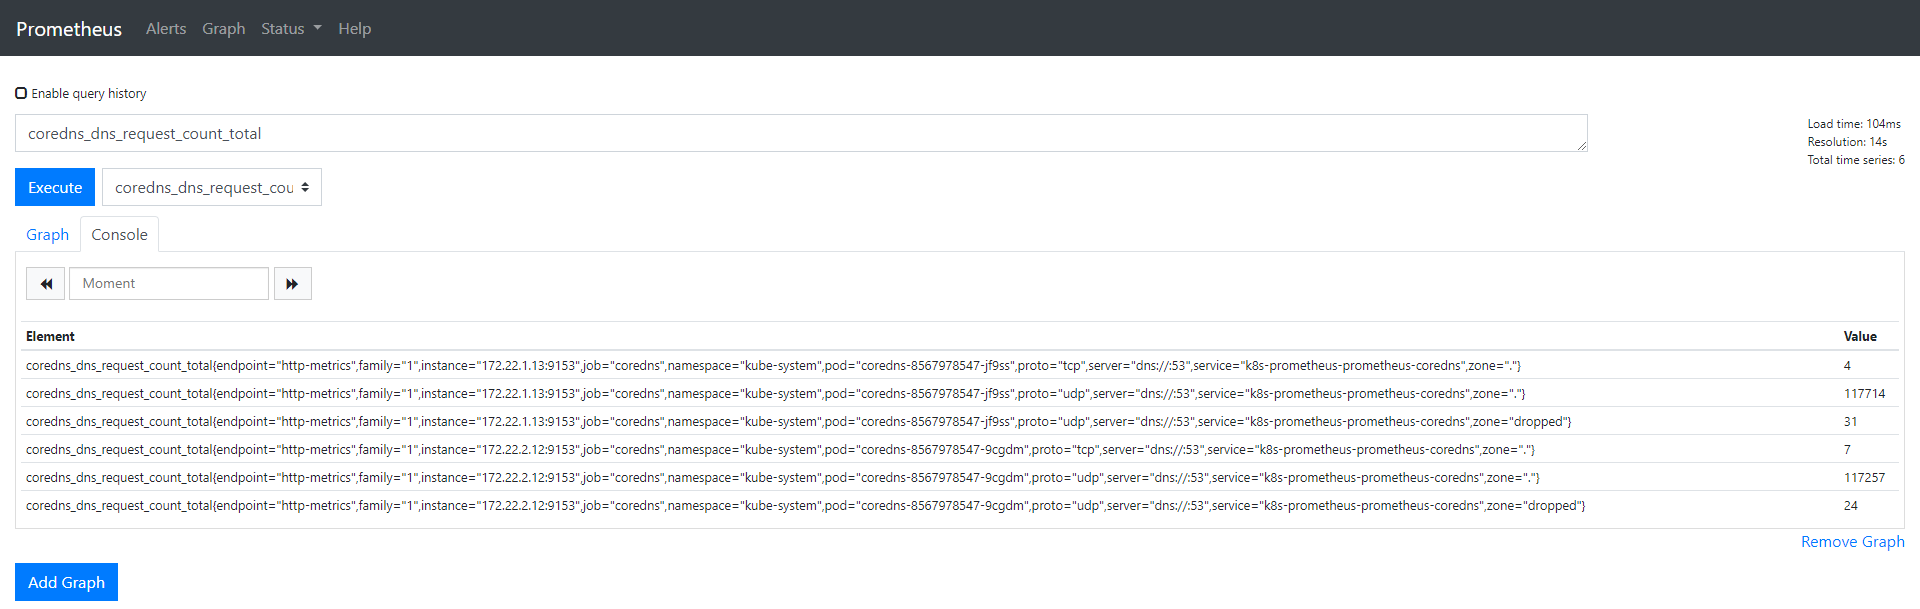 Prometheus Alerts Graph Status Help
Enable query history
coredns_dns_request_count_total
Load time: 104ms
Resolution: 14s
Total time series: 6
Execute coredns_dns_request_cou
Graph Console
Moment
Element Value
coredns_dns_request_count_total{endpoint="http-metrics",family="1",instance="172.22.1.13:9153",job="coredns",namespace="kube-system",pod="coredns-8567978547-jf9ss",proto="tcp",server="dns://:53",service="k8s-prometheus-prometheus-coredns",zone="."} 4
coredns_dns_request_count_total{endpoint="http-metrics",family="1",instance="172.22.1.13:9153",job="coredns",namespace="kube-system",pod="coredns-8567978547-jf9ss",proto="udp",server="dns://:53",service="k8s-prometheus-prometheus-coredns",zone="."} 117714
coredns_dns_request_count_total{endpoint="http-metrics",family="1",instance="172.22.1.13:9153",job="coredns",namespace="kube-system",pod="coredns-8567978547-jf9ss",proto="udp",server="dns://:53",service="k8s-prometheus-prometheus-coredns",zone="dropped"} 31
coredns_dns_request_count_total{endpoint="http-metrics",family="1",instance="172.22.2.12:9153",job="coredns",namespace="kube-system",pod="coredns-8567978547-9cgdm",proto="tcp",server="dns://:53",service="k8s-prometheus-prometheus-coredns",zone="."} 7
coredns_dns_request_count_total{endpoint="http-metrics",family="1",instance="172.22.2.12:9153",job="coredns",namespace="kube-system",pod="coredns-8567978547-9cgdm",proto="udp",server="dns://:53",service="k8s-prometheus-prometheus-coredns",zone="."} 117257
coredns_dns_request_count_total{endpoint="http-metrics",family="1",instance="172.22.2.12:9153",job="coredns",namespace="kube-system",pod="coredns-8567978547-9cgdm",proto="udp",server="dns://:53",service="k8s-prometheus-prometheus-coredns",zone="dropped"} 24
Remove Graph
Add Graph